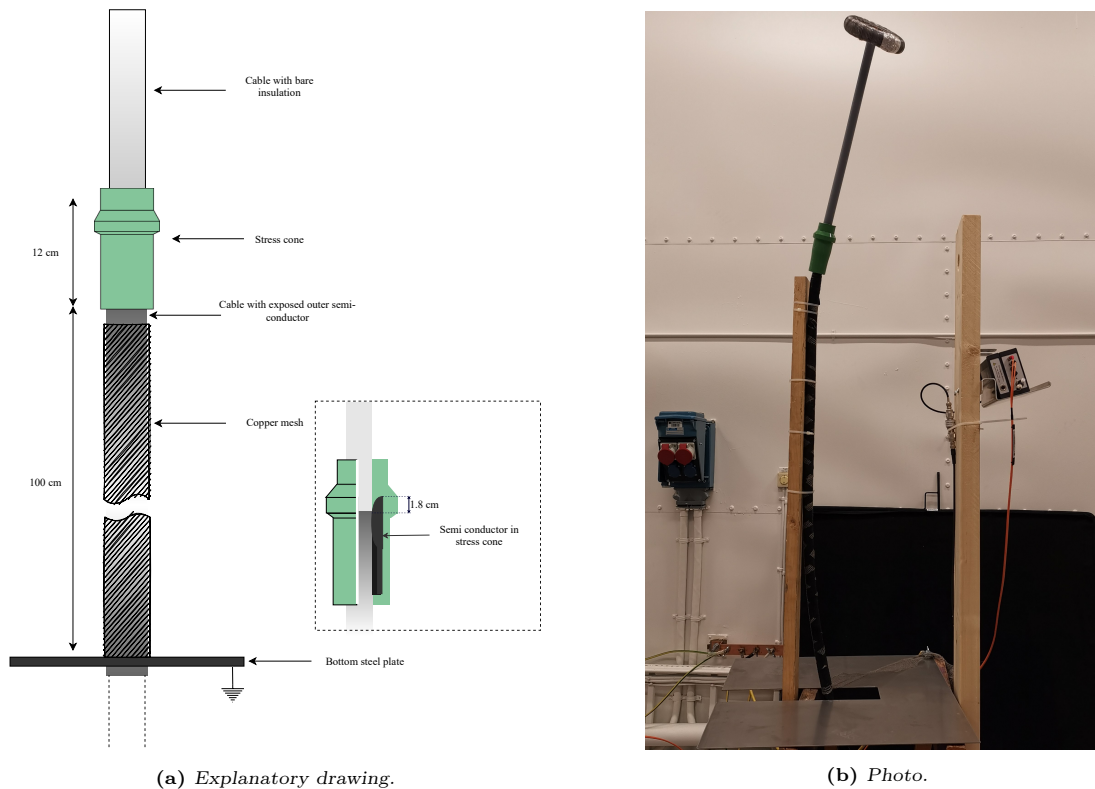 Cable with bare
insulation
12 cm
Stress cone
Cable with exposed outer semi-
conductor
Copper mesh
100 cm
1.8 cm
Semi conductor in
stress cone
Bottom steel plate
(a) Explanatory drawing.
(b) Photo.